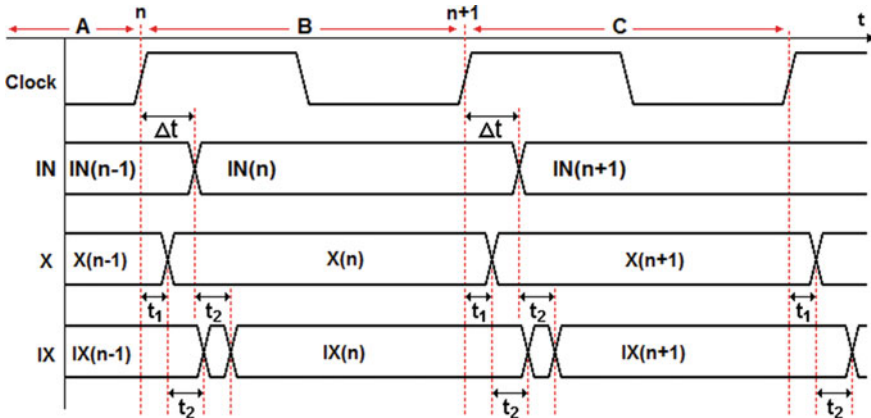 A n B n+1 C t
Clock
Δt Δt
IN IN(n-1) IN(n) IN(n+1)
X X(n-1) X(n) X(n+1)
t1 t2 t1 t2 t1
IX IX(n-1) IX(n) IX(n+1)
t2 t2 t2